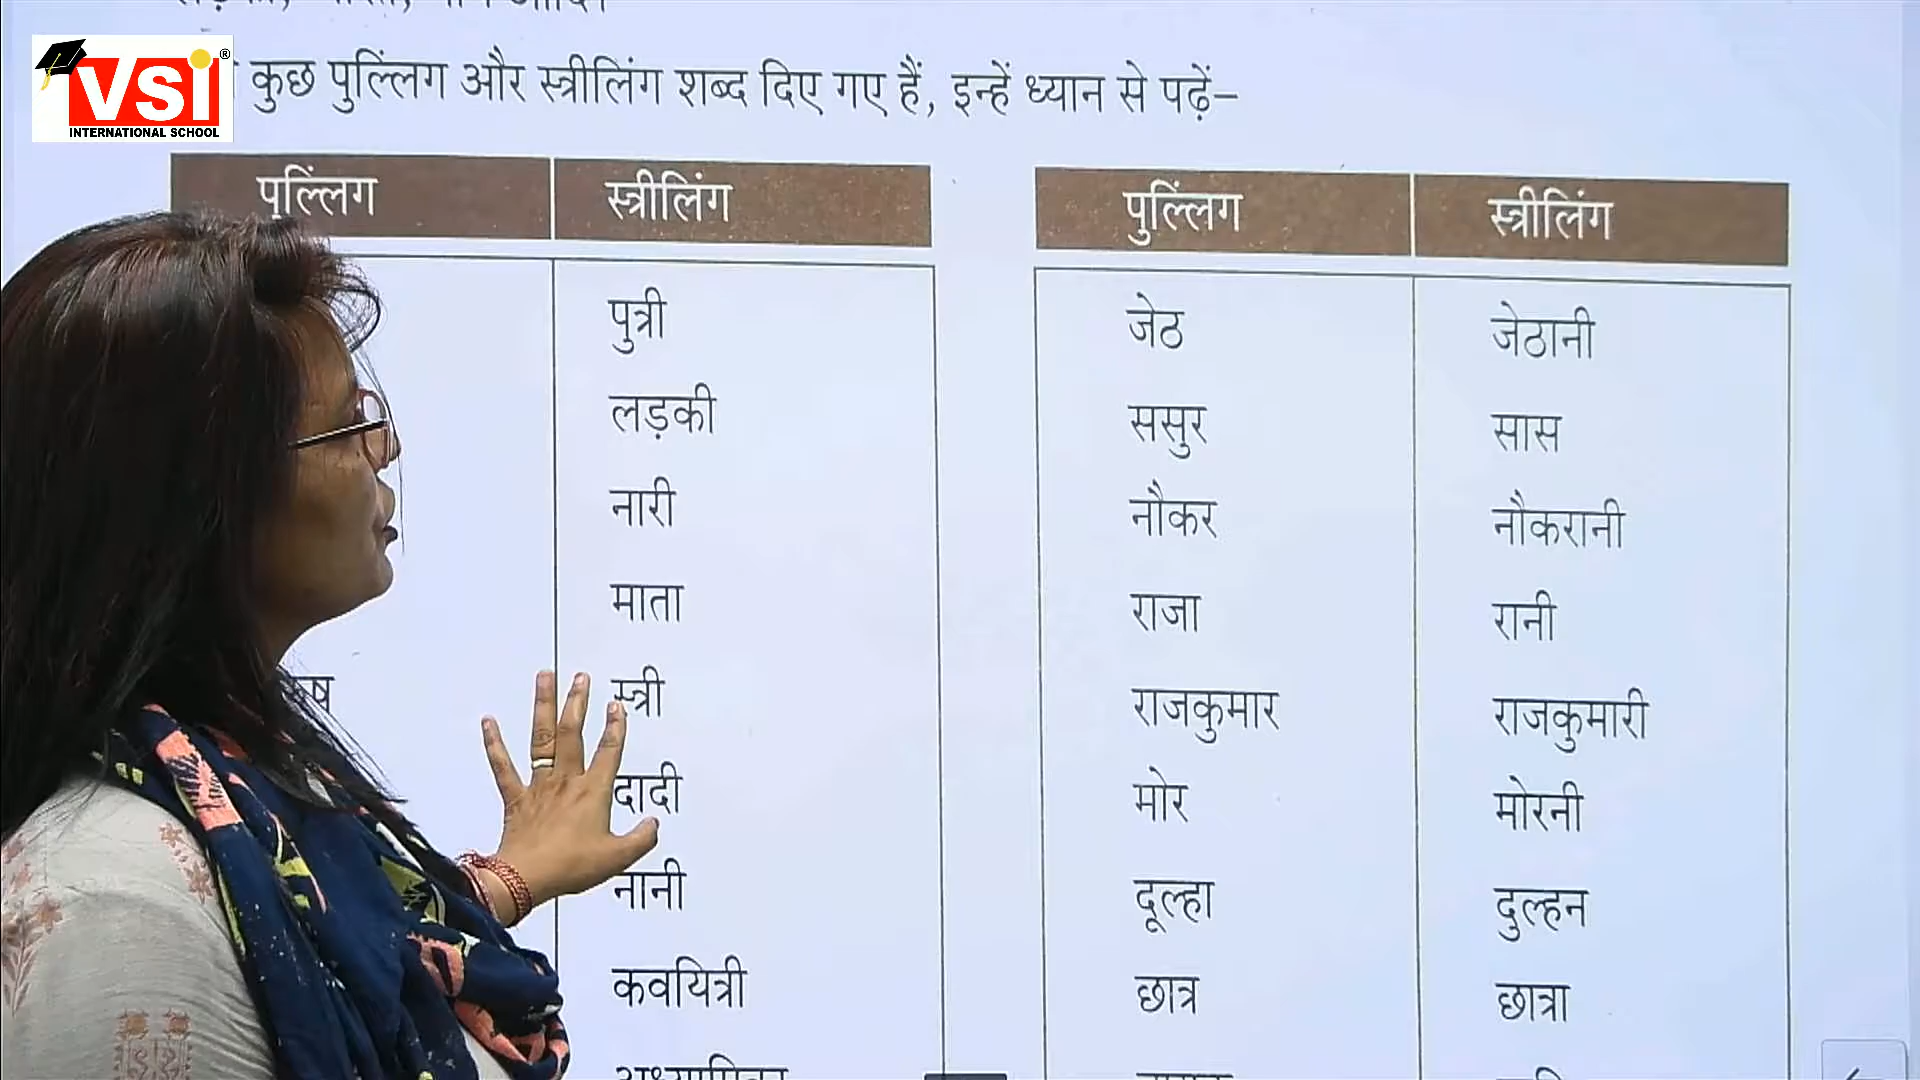 VSI
®
INTERNATIONAL SCHOOL
कुछ पुल्लिंग और स्त्रीलिंग शब्द दिए गए हैं, इन्हें ध्यान से पढ़ें–
पुल्लिंग स्त्रीलिंग
पुत्री
लड़की
नारी
माता
स्त्री
दादी
नानी
कवयित्री
पुल्लिंग स्त्रीलिंग
जेठ जेठानी
ससुर सास
नौकर नौकरानी
राजा रानी
राजकुमार राजकुमारी
मोर मोरनी
दूल्हा दुल्हन
छात्र छात्रा